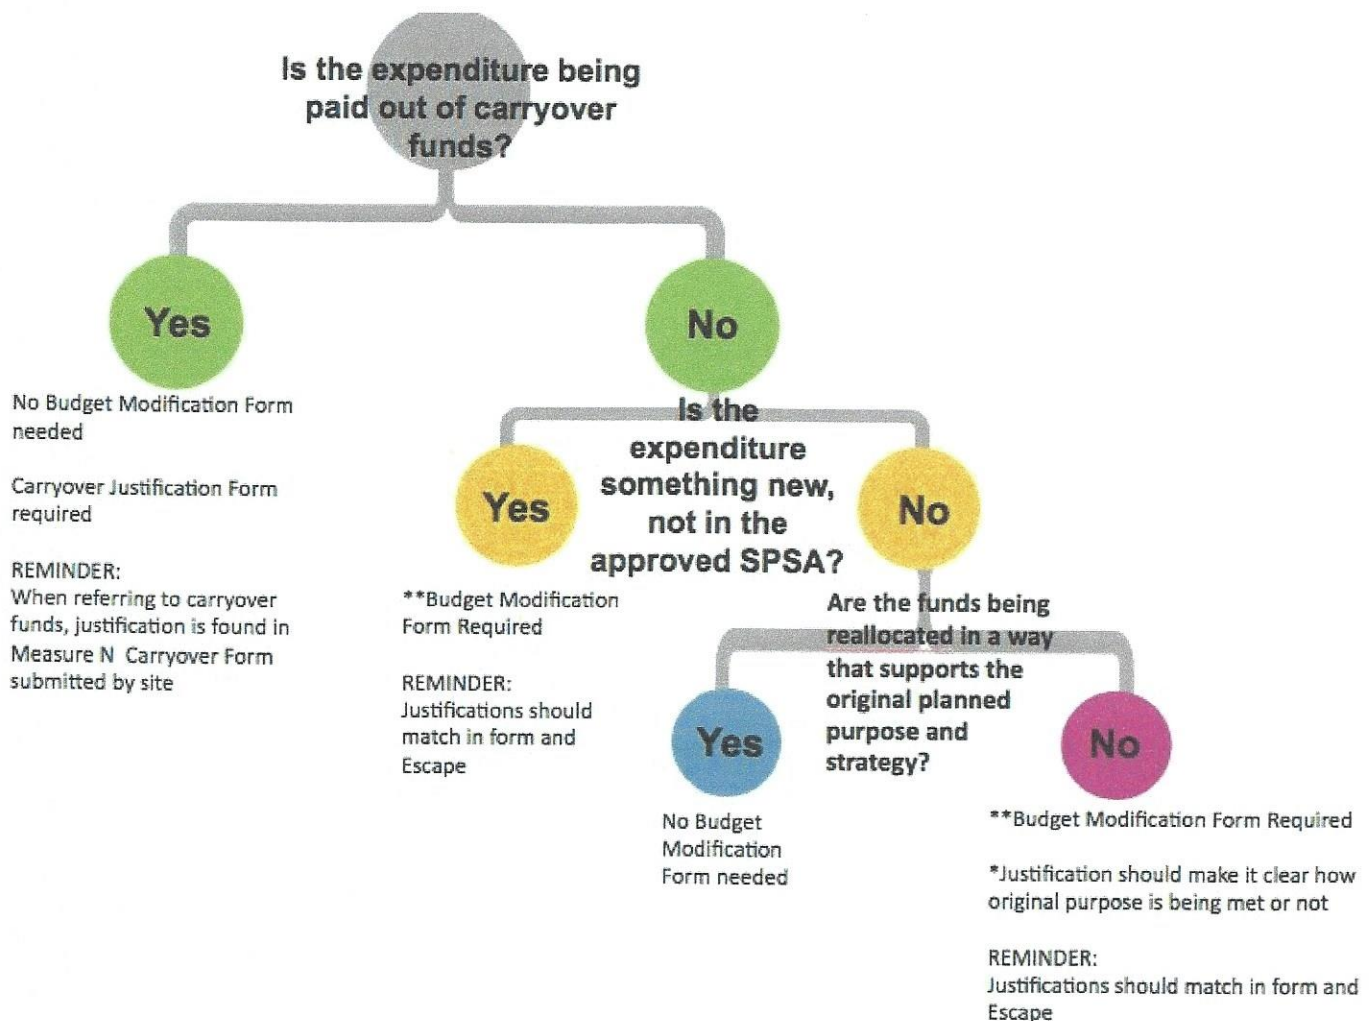 Is the expenditure being
paid out of carryover
funds?
Yes
No
No Budget Modification Form
needed
Carryover Justification Form
required
REMINDER:
When referring to carryover
funds, justification is found in
Measure N Carryover Form
submitted by site
Is the
expenditure
something new,
not in the
approved SPSA?
Yes
No
**Budget Modification
Form Required
REMINDER:
Justifications should
match in form and
Escape
Are the funds being
reallocated in a way
that supports the
original planned
purpose and
strategy?
Yes
No
No Budget
Modification
Form needed
**Budget Modification Form Required
*Justification should make it clear how
original purpose is being met or not
REMINDER:
Justifications should match in form and
Escape